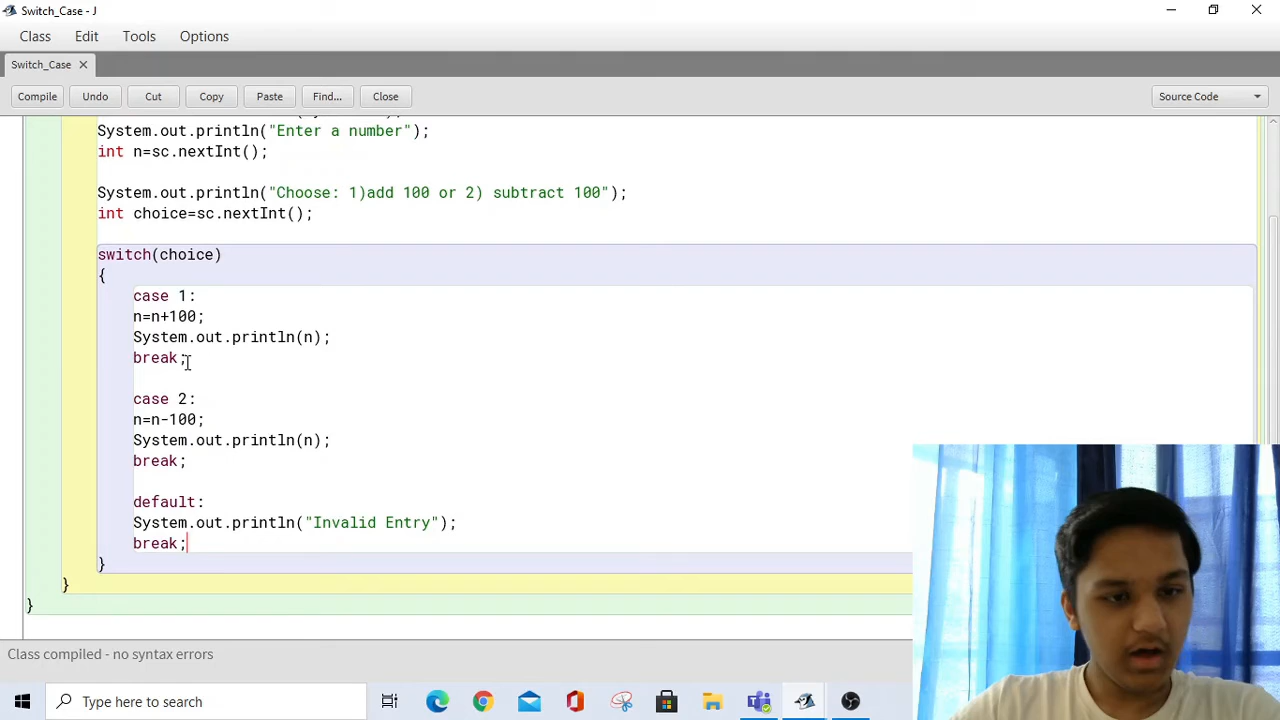 Switch_Case - J
Class Edit Tools Options
Switch_Case ×
Compile Undo Cut Copy Paste Find... Close Source Code
System.out.println("Enter a number");
int n=sc.nextInt();
System.out.println("Choose: 1)add 100 or 2) subtract 100");
int choice=sc.nextInt();
switch(choice)
{
case 1:
n=n+100;
System.out.println(n);
break;
case 2:
n=n-100;
System.out.println(n);
break;
default:
System.out.println("Invalid Entry");
break;
}
}
}
Class compiled - no syntax errors
Type here to search